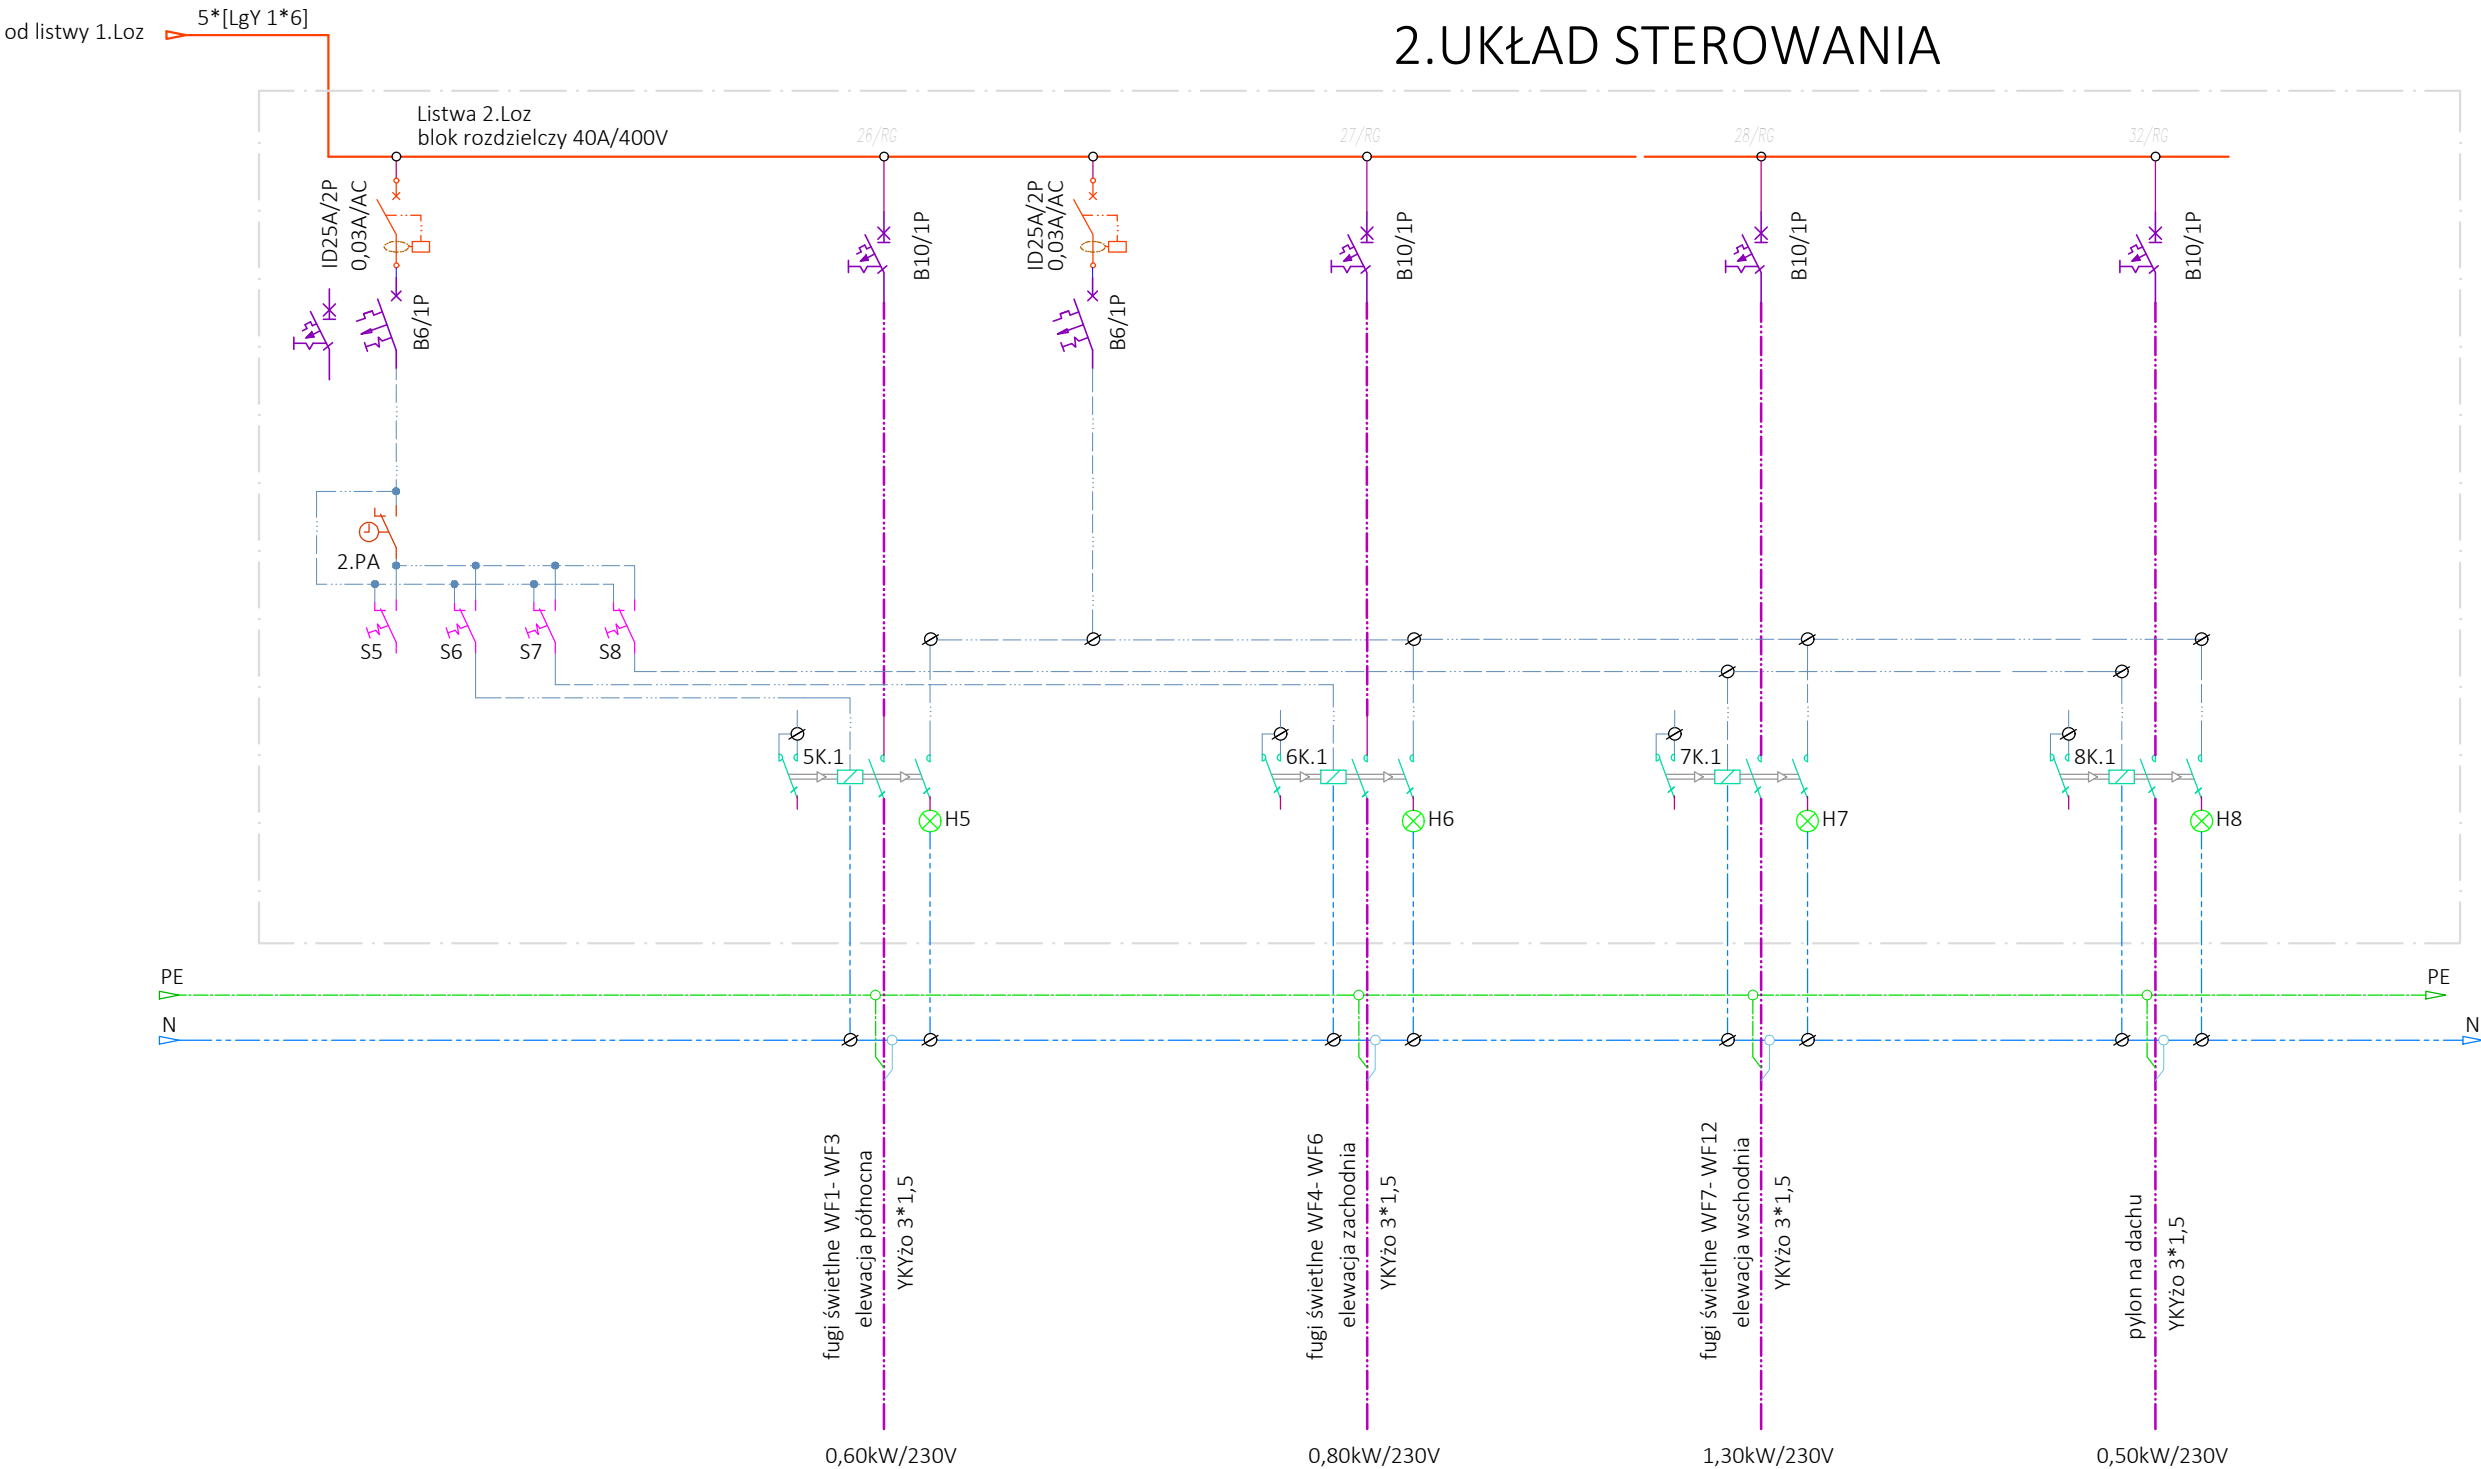 5*[LgY 1*6]
od listwy 1.Loz
2.UKŁAD STEROWANIA
Listwa 2.Loz
blok rozdzielczy 40A/400V
26/RG
27/RG
28/RG
32/RG
ID25A/2P
0,03A/AC
B6/1P
B10/1P
ID25A/2P
0,03A/AC
B6/1P
B10/1P
B10/1P
B10/1P
2.PA
S5
S6
S7
S8
5K.1
6K.1
7K.1
8K.1
H5
H6
H7
H8
PE
PE
N
N
fugi świetlne WF1- WF3
elewacja północna
YKYżo 3*1,5
fugi świetlne WF4- WF6
elewacja zachodnia
YKYżo 3*1,5
fugi świetlne WF7- WF12
elewacja wschodnia
YKYżo 3*1,5
pylon na dachu
YKYżo 3*1,5
0,60kW/230V
0,80kW/230V
1,30kW/230V
0,50kW/230V